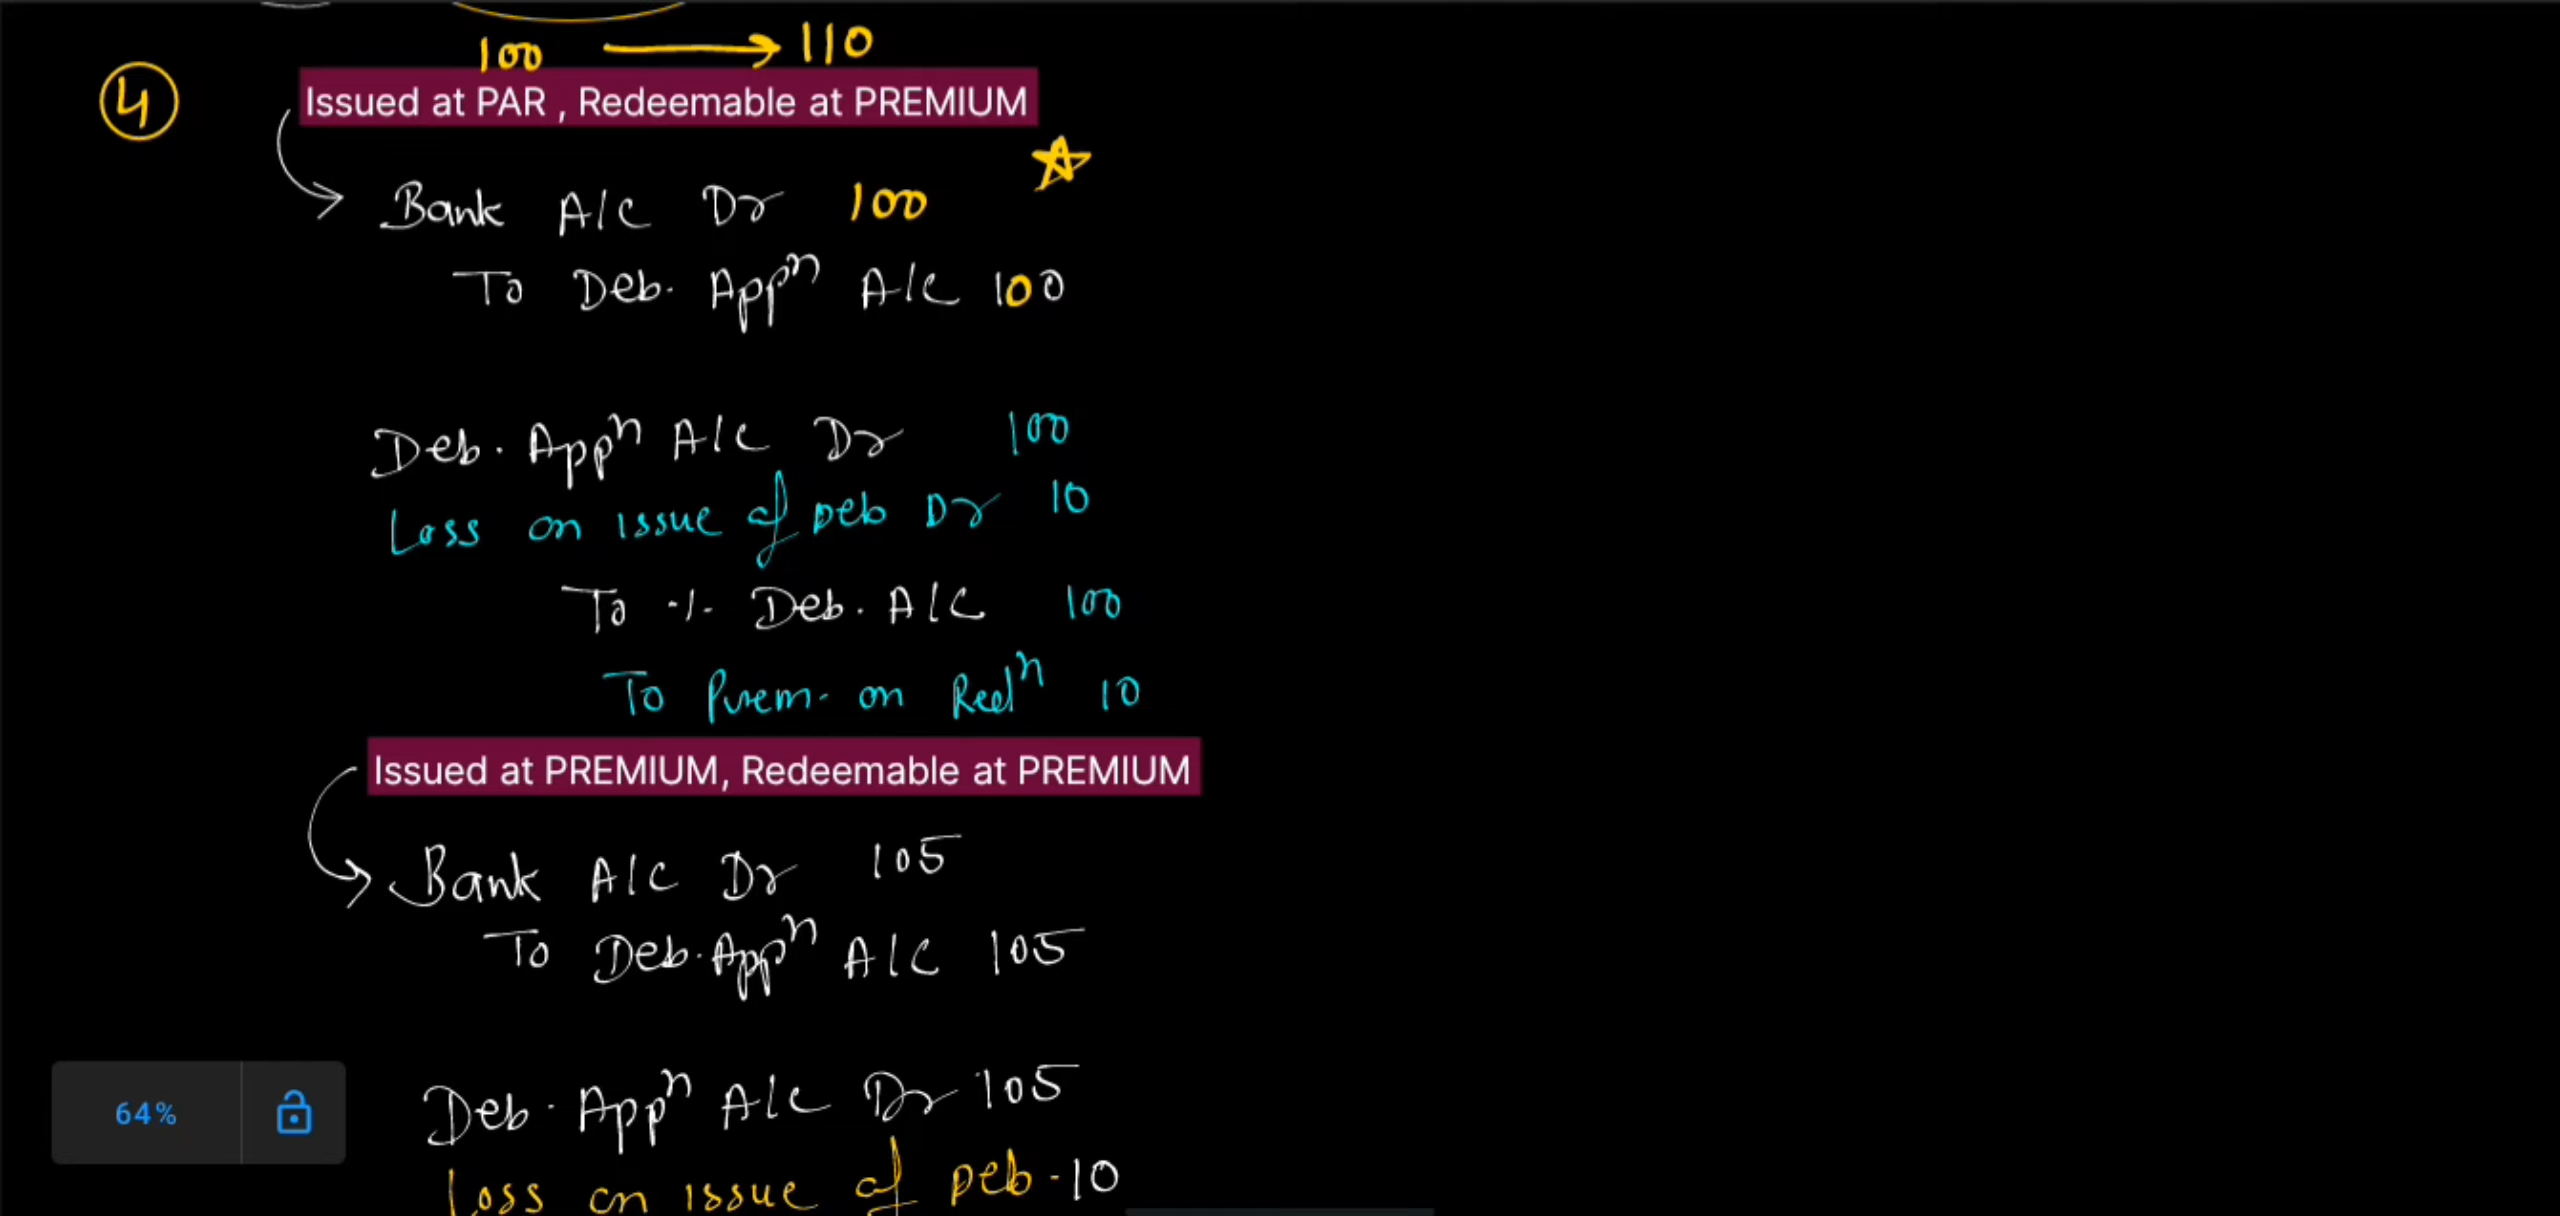 100 → 110
4
Issued at PAR , Redeemable at PREMIUM
Bank A/C Dr 100
To Deb. Appn A/C 100
Deb. Appn A/C Dr 100
Loss on issue of Deb Dr 10
To -/. Deb. A/C 100
To Prem. on Redn 10
Issued at PREMIUM, Redeemable at PREMIUM
Bank A/C Dr 105
To Deb. Appn A/C 105
Deb. Appn A/C Dr 105
Loss on issue of Deb. 10
64%